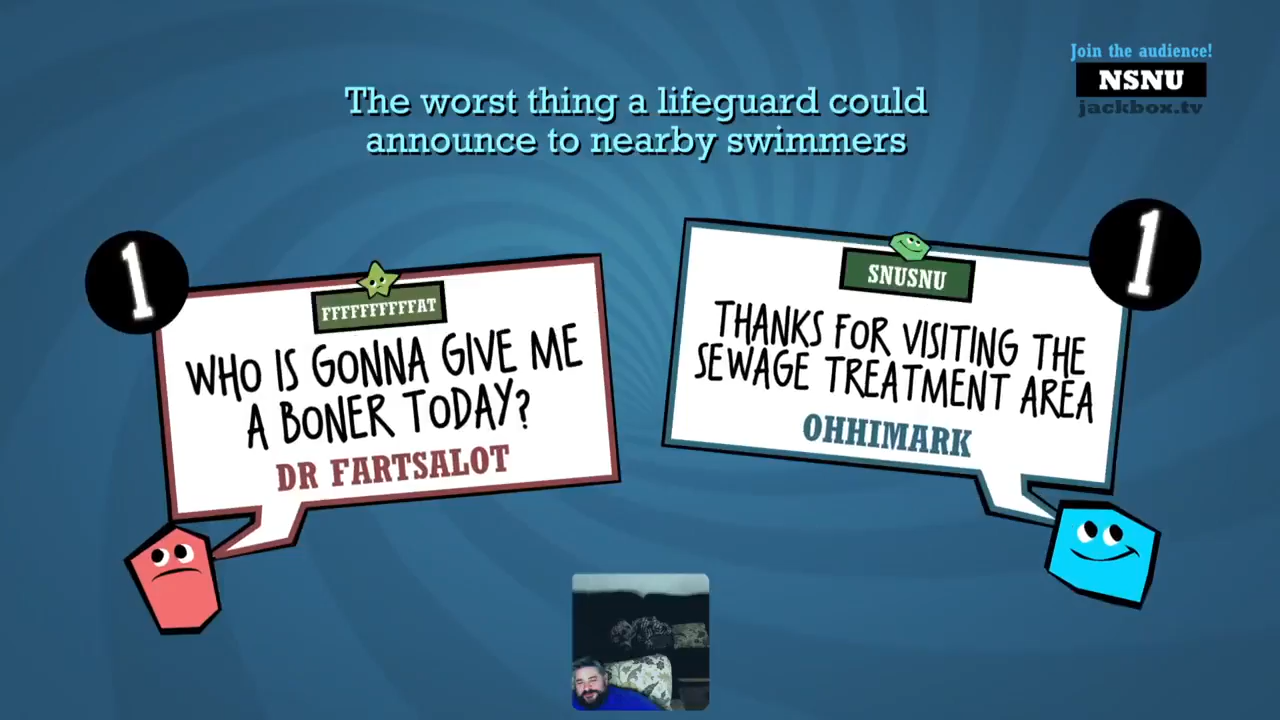 Join the audience!
NSNU
jackbox.tv
The worst thing a lifeguard could
announce to nearby swimmers
1
FFFFFFFFFFAT
WHO IS GONNA GIVE ME
A BONER TODAY?
DR FARTSALOT
1
SNUSNU
THANKS FOR VISITING THE
SEWAGE TREATMENT AREA
OHHIMARK